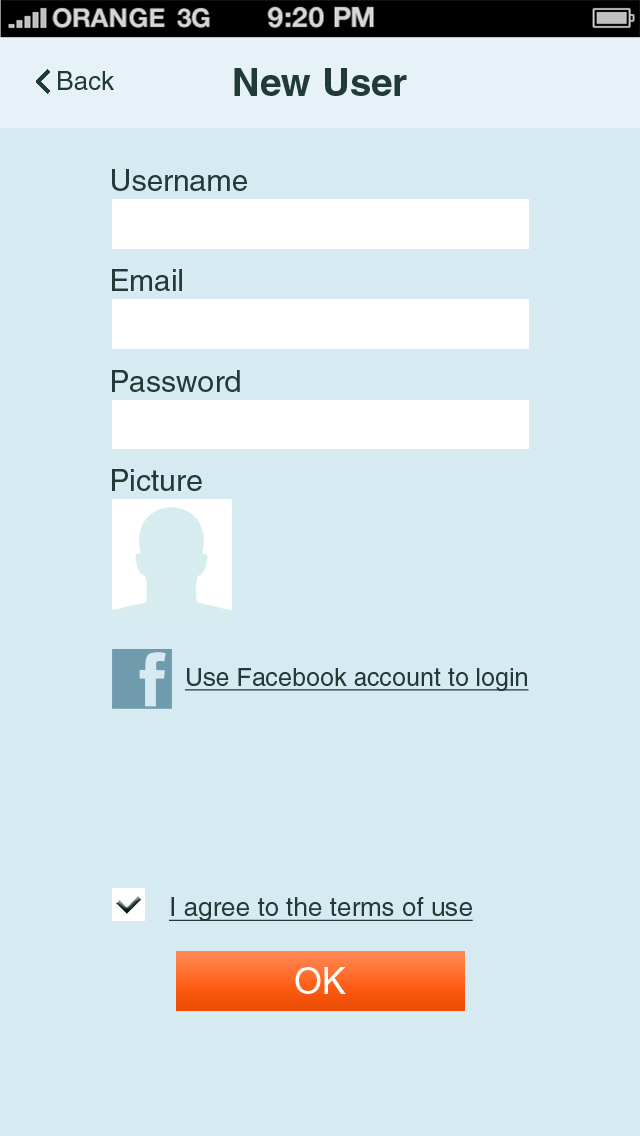 ORANGE 3G 9:20 PM
Back New User
Username
Email
Password
Picture
f Use Facebook account to login
I agree to the terms of use
OK